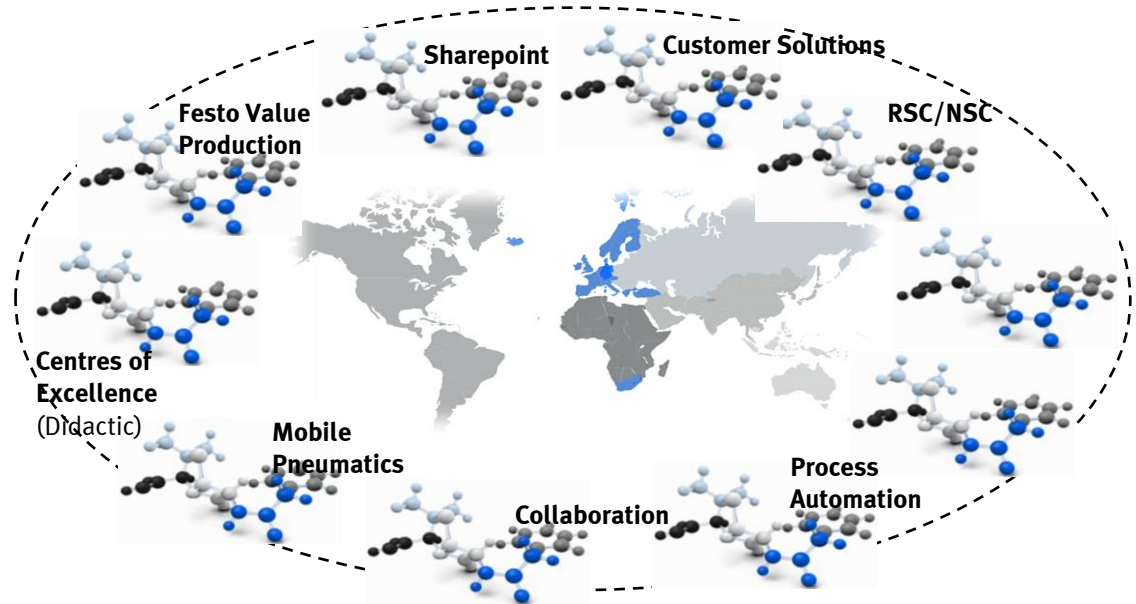 Sharepoint
Customer Solutions
Festo Value
Production
RSC/NSC
Centres of
Excellence
(Didactic)
Mobile
Pneumatics
Collaboration
Process
Automation